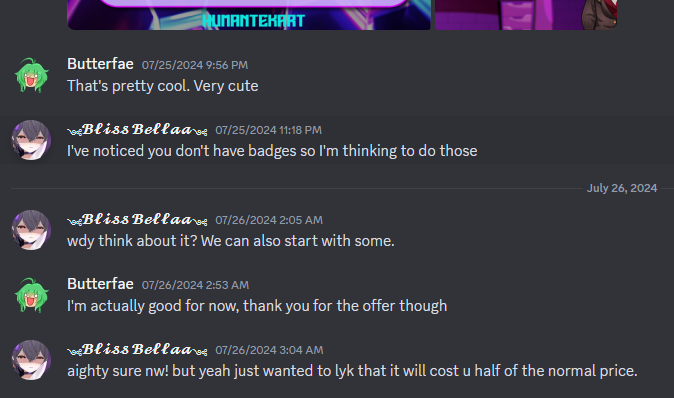 HUMANTEKART
Butterfae 07/25/2024 9:56 PM
That's pretty cool. Very cute
𝓑𝓵𝓲𝓼𝓼 𝓑𝓮𝓵𝓵𝓪𝓪 07/25/2024 11:18 PM
I've noticed you don't have badges so I'm thinking to do those
July 26, 2024
𝓑𝓵𝓲𝓼𝓼 𝓑𝓮𝓵𝓵𝓪𝓪 07/26/2024 2:05 AM
wdy think about it? We can also start with some.
Butterfae 07/26/2024 2:53 AM
I'm actually good for now, thank you for the offer though
𝓑𝓵𝓲𝓼𝓼 𝓑𝓮𝓵𝓵𝓪𝓪 07/26/2024 3:04 AM
aighty sure nw! but yeah just wanted to lyk that it will cost u half of the normal price.